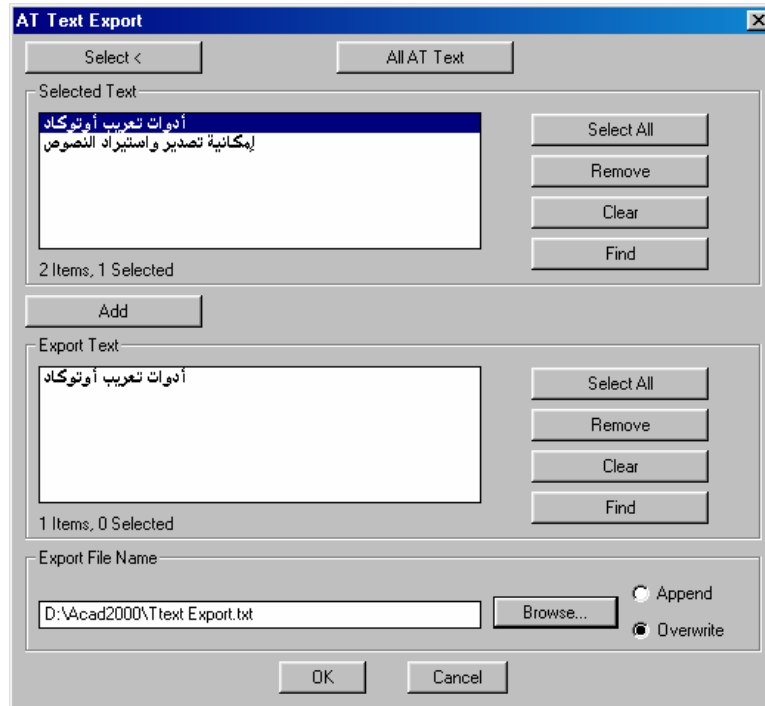 AT Text Export
Select <
All AT Text
Selected Text
أدوات تعريب أوتوكاد
إمكانية تصدير واستيراد النصوص
Select All
Remove
Clear
Find
2 Items, 1 Selected
Add
Export Text
أدوات تعريب أوتوكاد
Select All
Remove
Clear
Find
1 Items, 0 Selected
Export File Name
D:\Acad2000\Ttext Export.txt
Browse...
Append
Overwrite
OK
Cancel